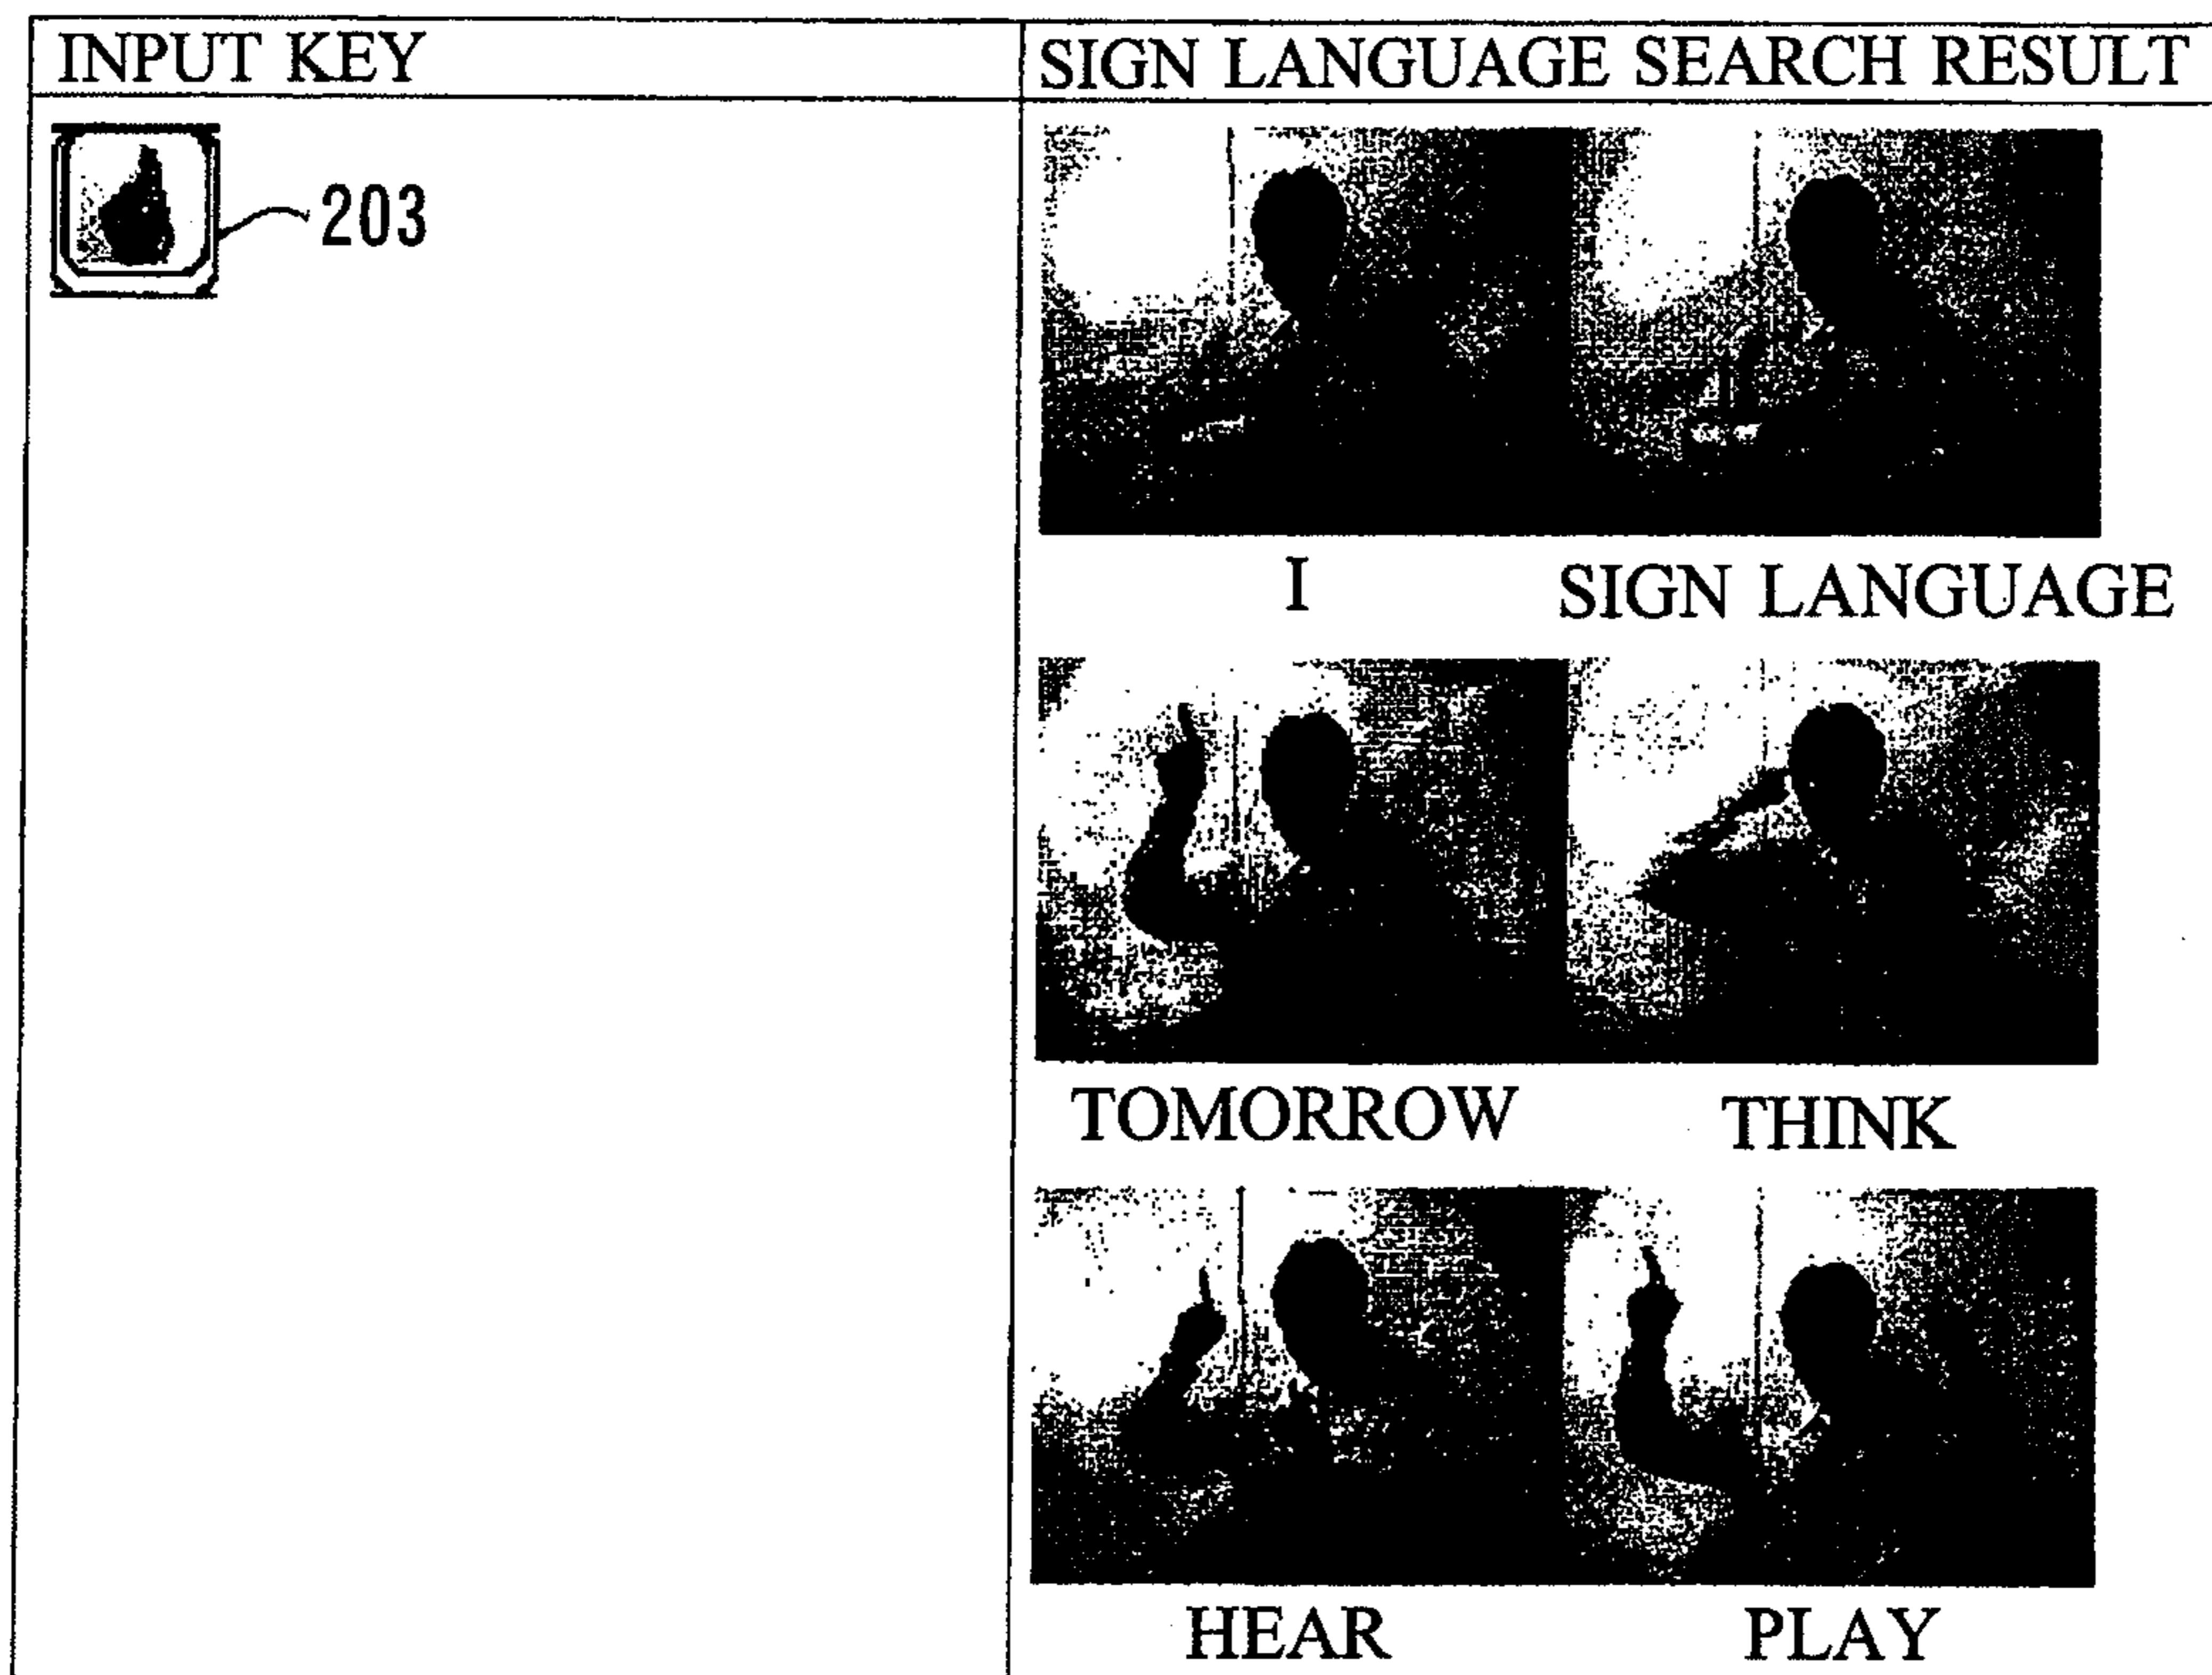 INPUT KEY
SIGN LANGUAGE SEARCH RESULT
203
I
SIGN LANGUAGE
TOMORROW
THINK
HEAR
PLAY